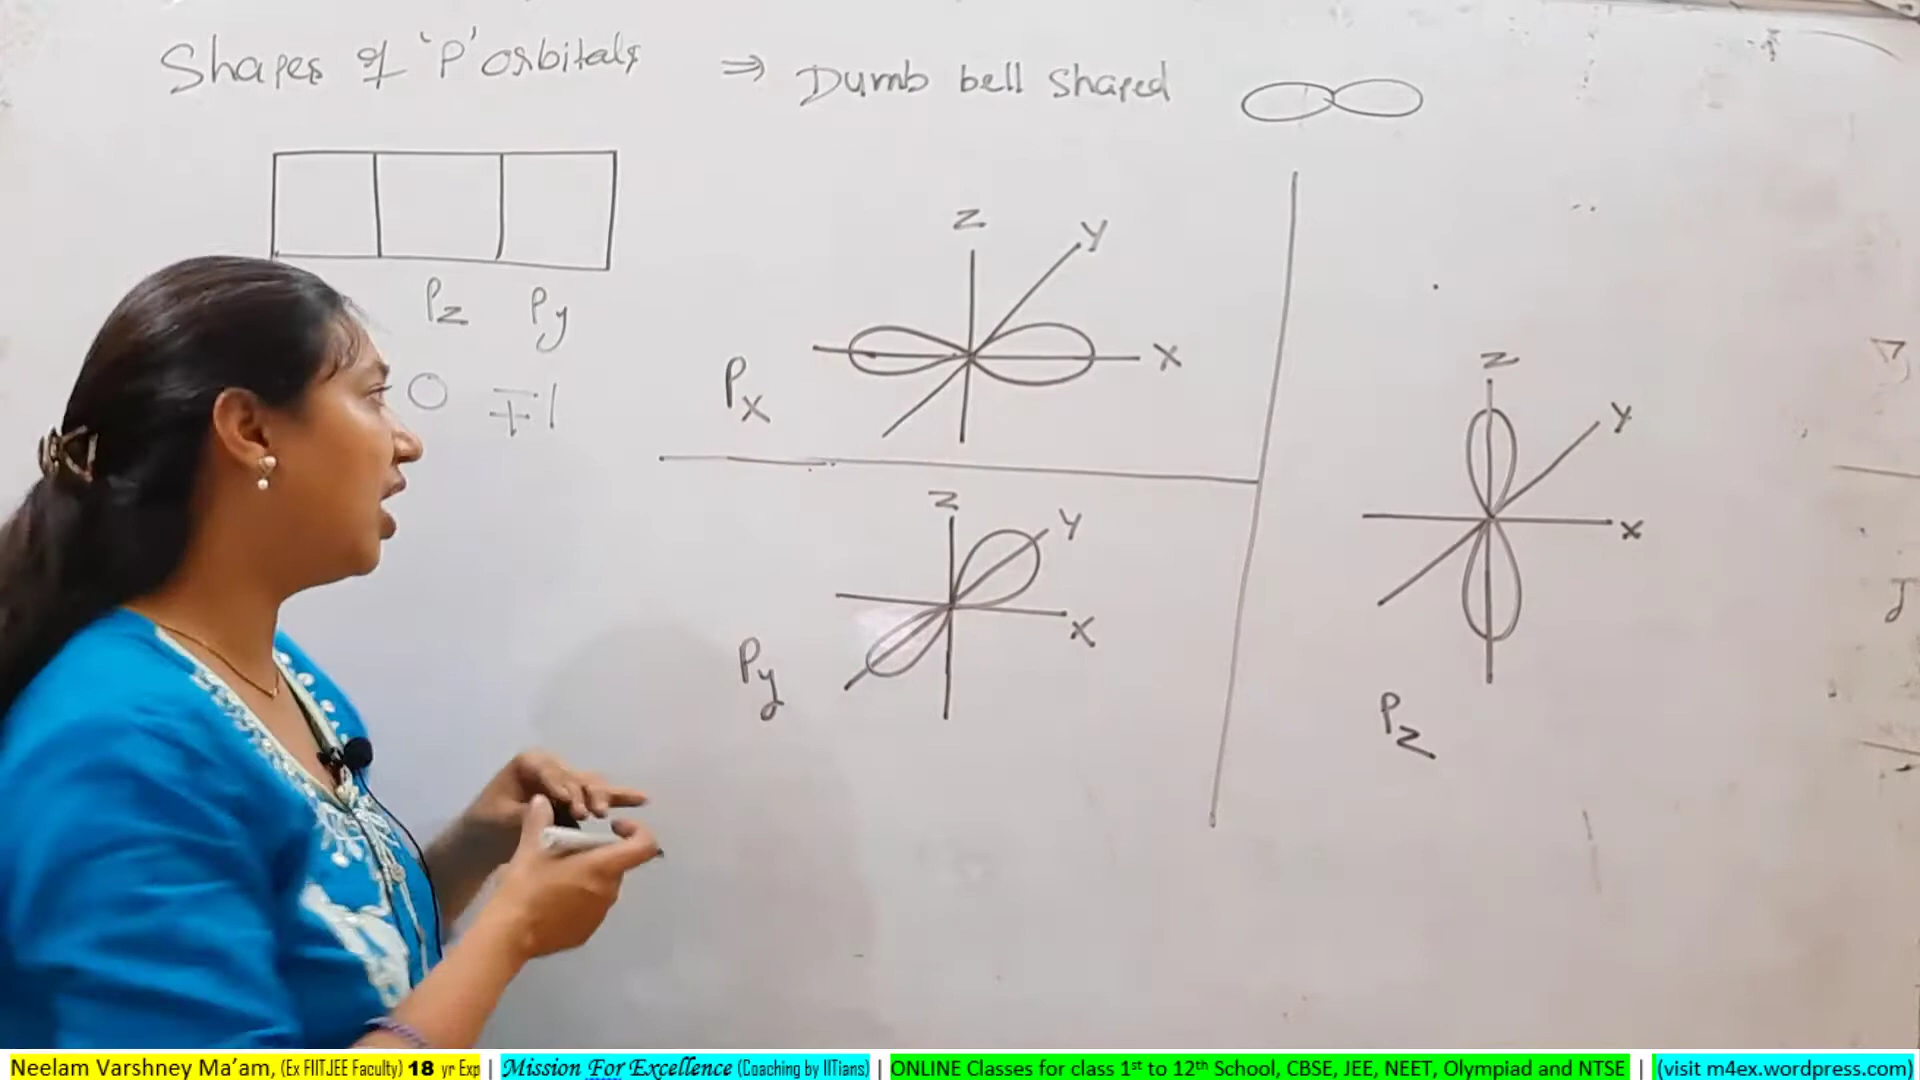 Shapes of 'P' orbitals ⇒ Dumb bell shaped
Pz Py
0 ∓1
Z
Y
X
Px
Z
Y
X
Py
Z
Y
X
Pz
Neelam Varshney Ma'am, (Ex FIITJEE Faculty) 18 yr Exp | Mission For Excellence (Coaching by IITians) | ONLINE Classes for class 1st to 12th School, CBSE, JEE, NEET, Olympiad and NTSE | (visit m4ex.wordpress.com)